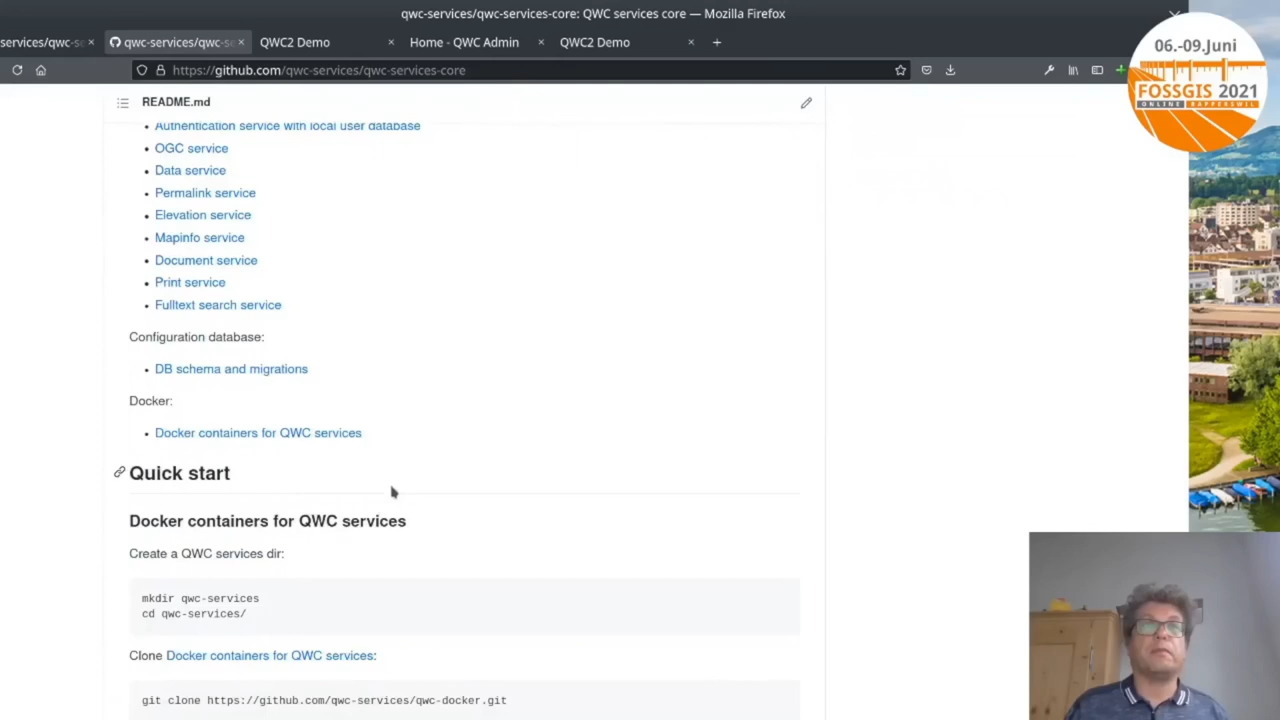 qwc-services/qwc-services-core: QWC services core — Mozilla Firefox
services/qwc-se
qwc-services/qwc-se
QWC2 Demo
Home - QWC Admin
QWC2 Demo
https://github.com/qwc-services/qwc-services-core
06.-09.Juni
FOSSGIS 2021
ONLINE RAPPERSWIL
README.md
Authentication service with local user database
OGC service
Data service
Permalink service
Elevation service
Mapinfo service
Document service
Print service
Fulltext search service
Configuration database:
DB schema and migrations
Docker:
Docker containers for QWC services
Quick start
Docker containers for QWC services
Create a QWC services dir:
mkdir qwc-services
cd qwc-services/
Clone Docker containers for QWC services:
git clone https://github.com/qwc-services/qwc-docker.git